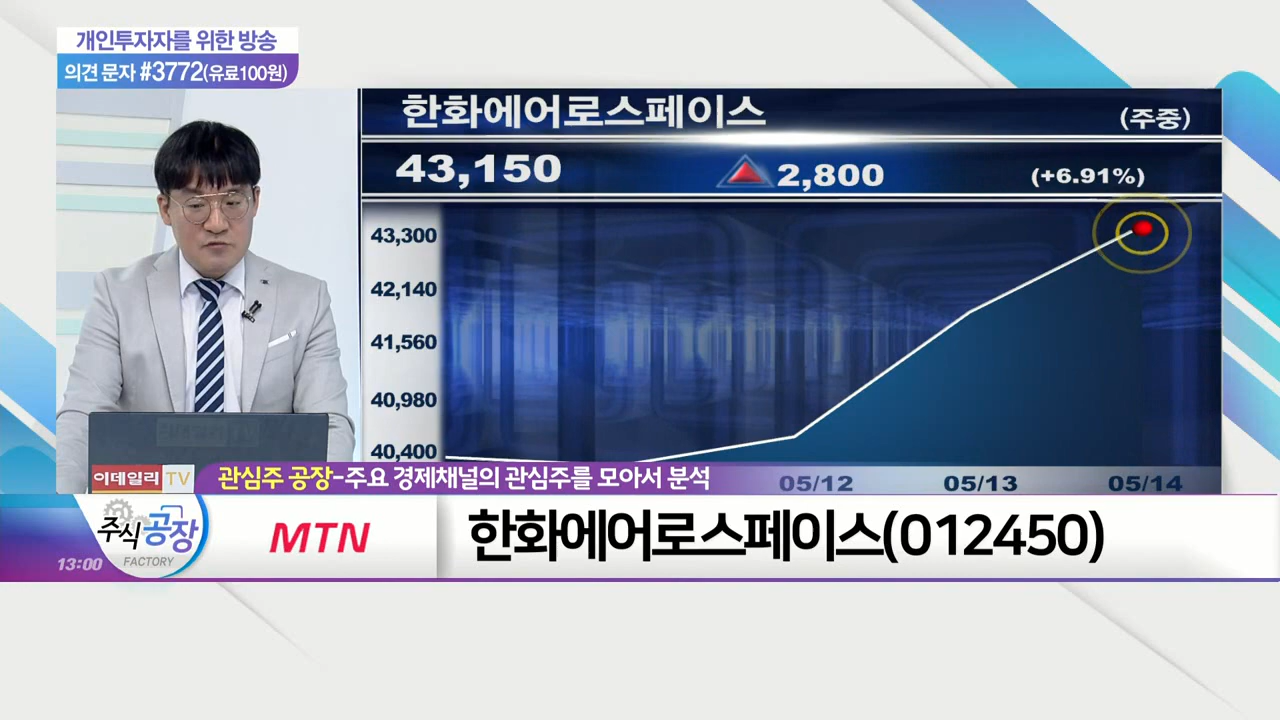 개인투자자를 위한 방송
의견 문자 #3772(유료100원)
한화에어로스페이스
(주중)
43,150
2,800
(+6.91%)
43,300
42,140
41,560
40,980
40,400
05/12
05/13
05/14
이데일리 TV
관심주 공장-주요 경제채널의 관심주를 모아서 분석
주식공장
FACTORY
13:00
MTN
한화에어로스페이스(012450)